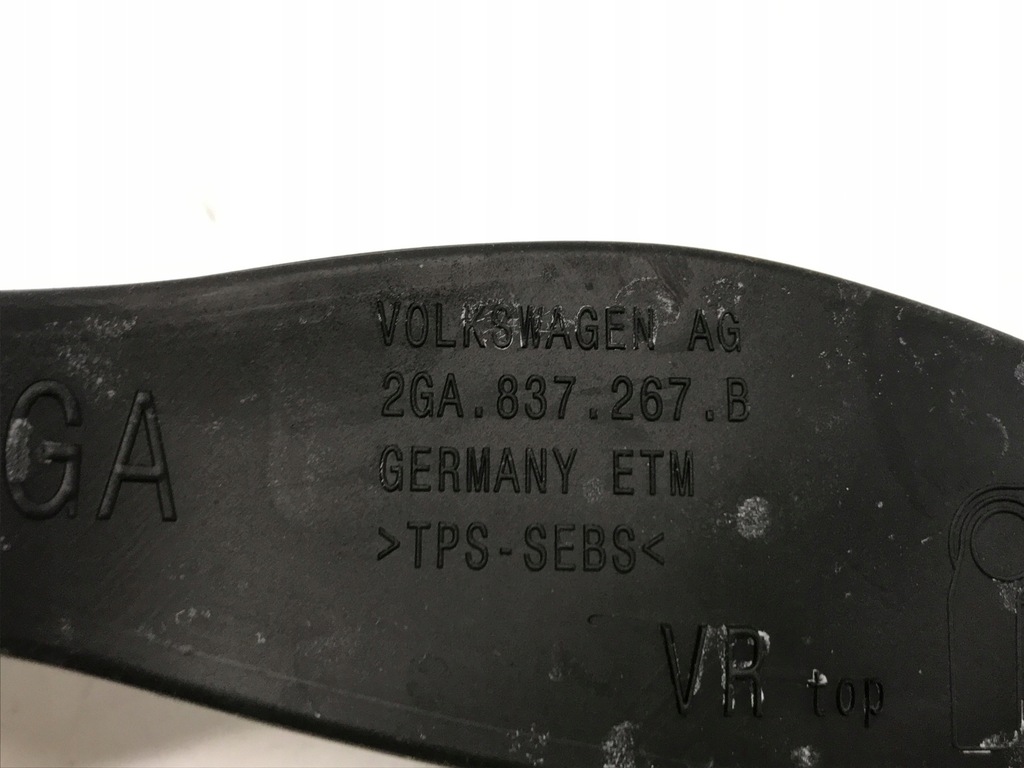 VOLKSWAGEN AG
2GA.837.267.B
GA
GERMANY ETM
>TPS-SEBS<
VR top